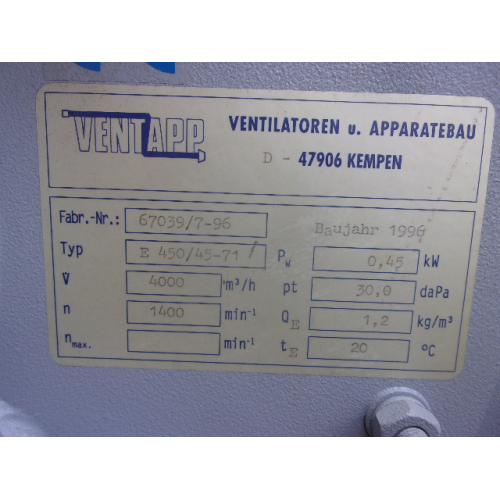 VENTAPP
VENTILATOREN u. APPARATEBAU
D - 47906 KEMPEN
Fabr.-Nr.: 67039/7-96 Baujahr 1996
Typ E 450/45-71 / Pw 0,45 kW
V̇ 4000 m³/h pt 30,0 daPa
n 1400 min⁻¹ QE 1,2 kg/m³
nmax. min⁻¹ tE 20 °C